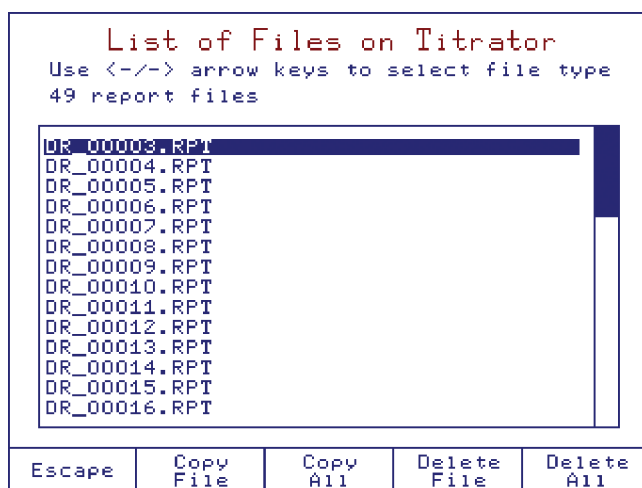 List of Files on Titrator
Use <-/-> arrow keys to select file type
49 report files
DR_00003.RPT
DR_00004.RPT
DR_00005.RPT
DR_00006.RPT
DR_00007.RPT
DR_00008.RPT
DR_00009.RPT
DR_00010.RPT
DR_00011.RPT
DR_00012.RPT
DR_00013.RPT
DR_00014.RPT
DR_00015.RPT
DR_00016.RPT
Escape
Copy
File
Copy
All
Delete
File
Delete
All